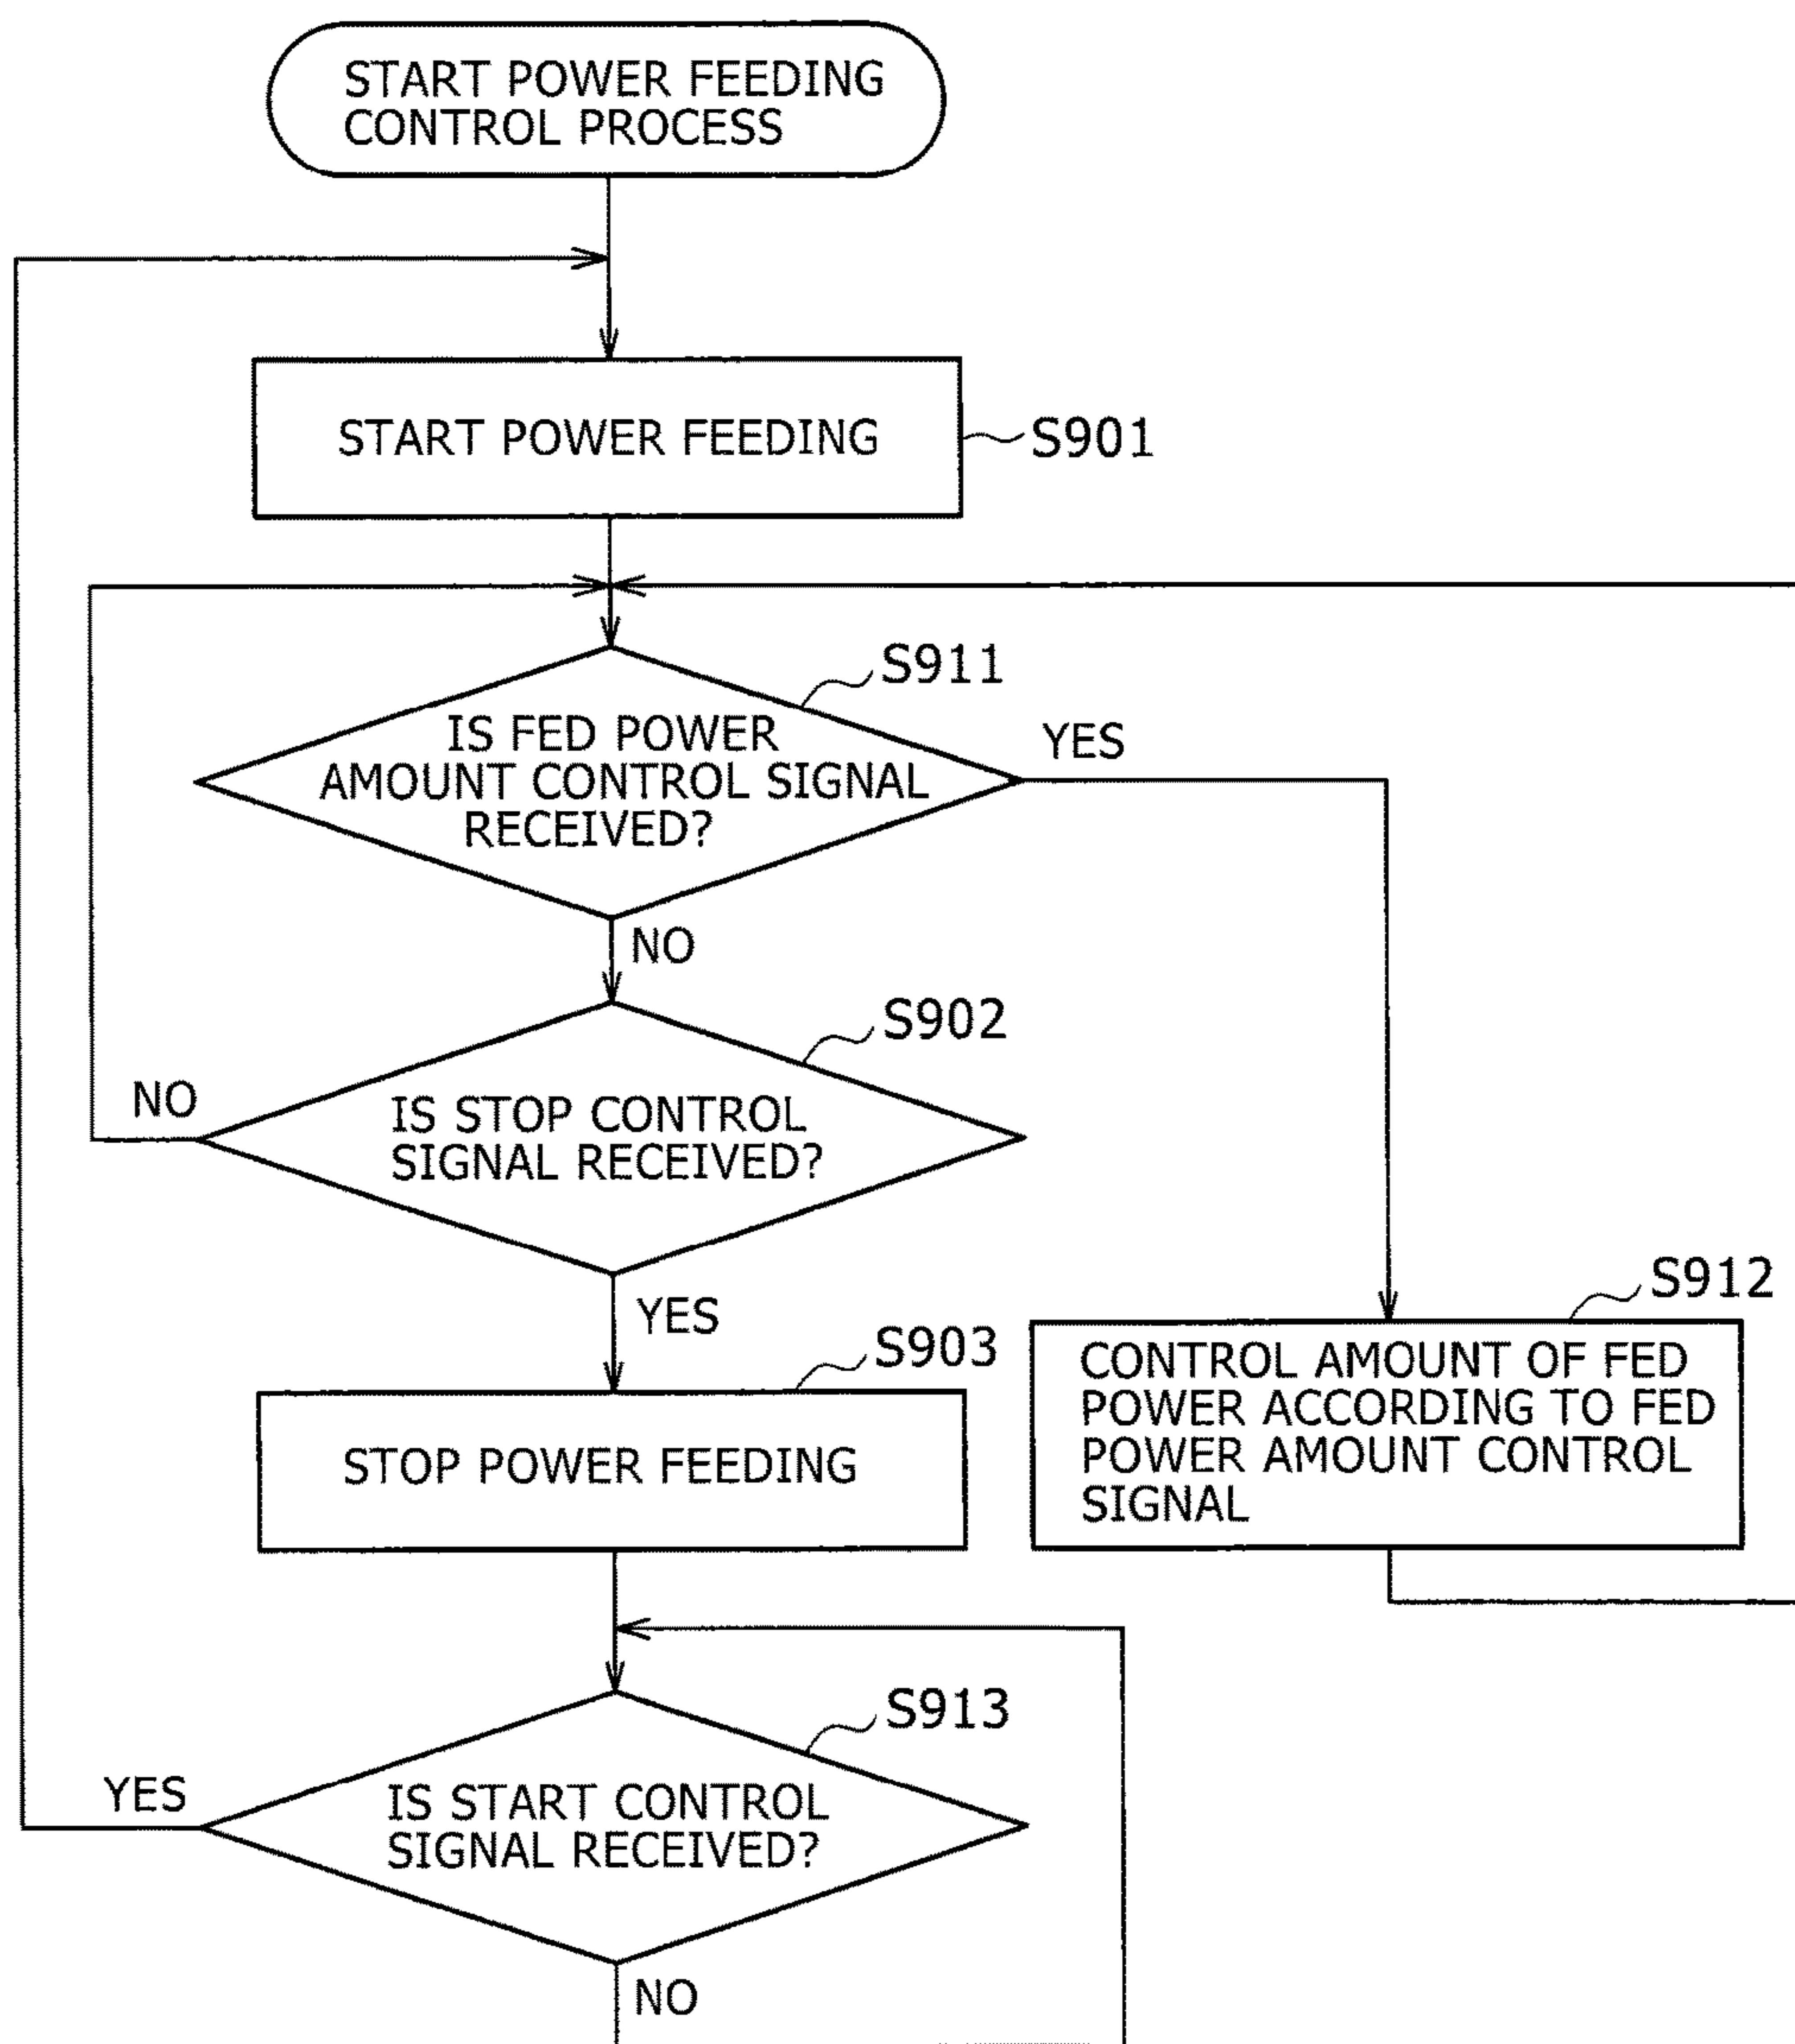 START POWER FEEDING
CONTROL PROCESS
START POWER FEEDING
S901
S911
IS FED POWER
AMOUNT CONTROL SIGNAL
RECEIVED?
YES
NO
S902
IS STOP CONTROL
SIGNAL RECEIVED?
NO
YES
S903
STOP POWER FEEDING
S912
CONTROL AMOUNT OF FED
POWER ACCORDING TO FED
POWER AMOUNT CONTROL
SIGNAL
S913
IS START CONTROL
SIGNAL RECEIVED?
YES
NO